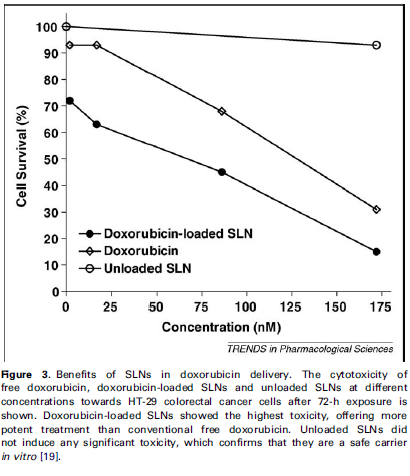 100
90
80
70
60
50
40
30
20
10
0
Cell Survival (%)
Doxorubicin-loaded SLN
Doxorubicin
Unloaded SLN
0 25 50 75 100 125 150 175
Concentration (nM)
TRENDS in Pharmacological Sciences
Figure 3. Benefits of SLNs in doxorubicin delivery. The cytotoxicity of
free doxorubicin, doxorubicin-loaded SLNs and unloaded SLNs at different
concentrations towards HT-29 colorectal cancer cells after 72-h exposure is
shown. Doxorubicin-loaded SLNs showed the highest toxicity, offering more
potent treatment than conventional free doxorubicin. Unloaded SLNs did
not induce any significant toxicity, which confirms that they are a safe carrier
in vitro [19].